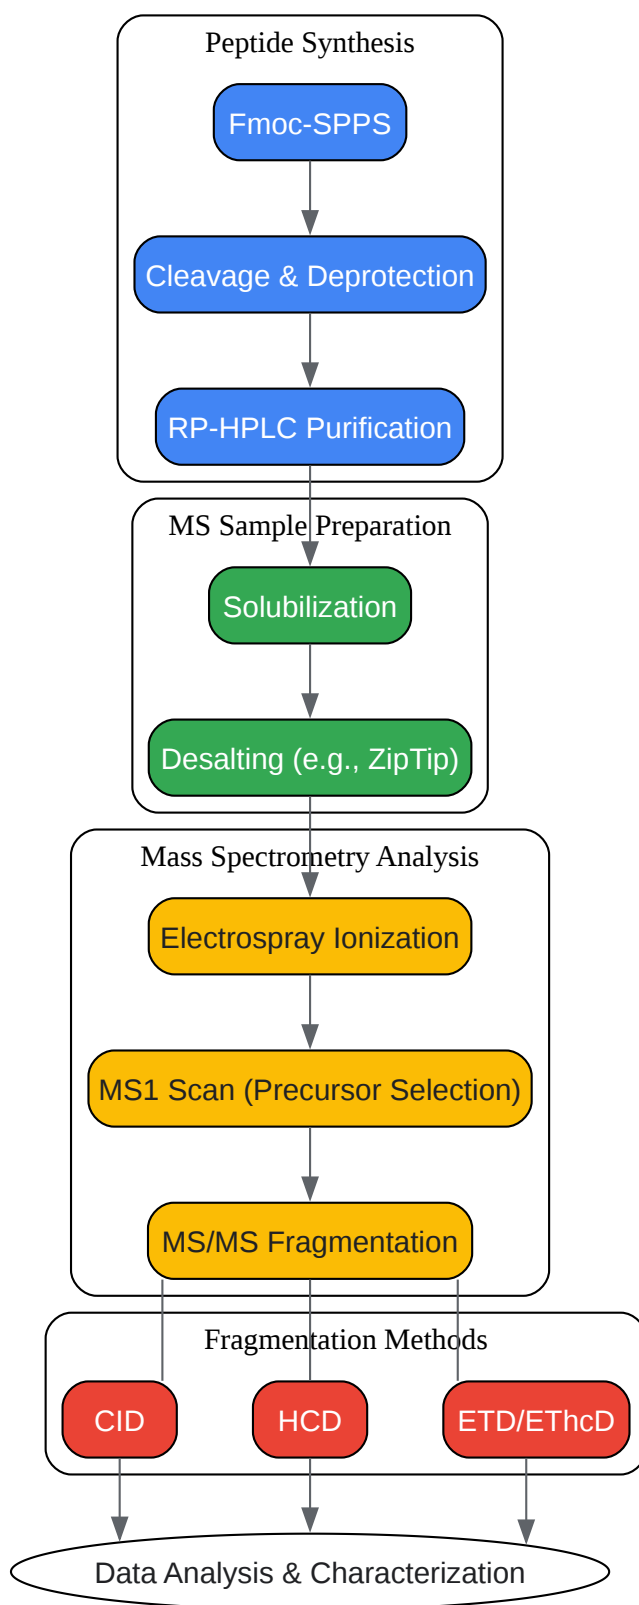 Peptide Synthesis
Fmoc-SPPS
Cleavage & Deprotection
RP-HPLC Purification
MS Sample Preparation
Solubilization
Desalting (e.g., ZipTip)
Mass Spectrometry Analysis
Electrospray Ionization
MS1 Scan (Precursor Selection)
MS/MS Fragmentation
Fragmentation Methods
CID
HCD
ETD/EThcD
Data Analysis & Characterization